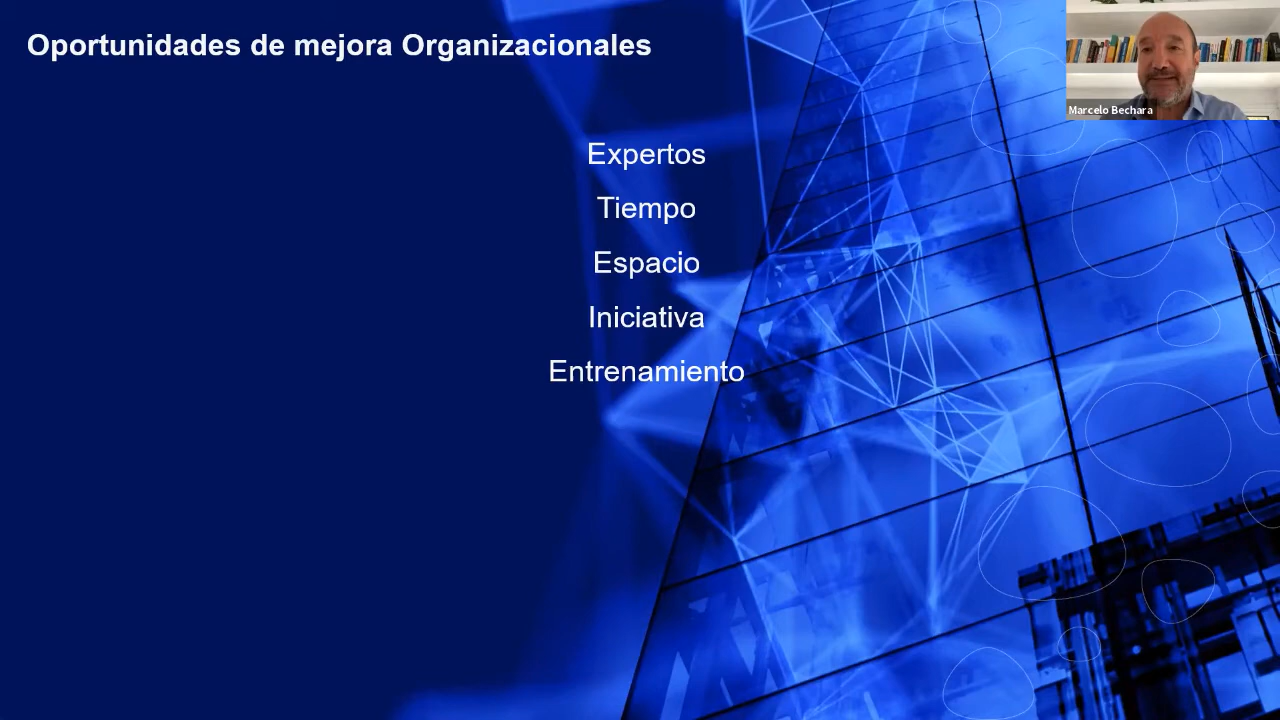 Oportunidades de mejora Organizacionales
Marcelo Bechara
Expertos
Tiempo
Espacio
Iniciativa
Entrenamiento